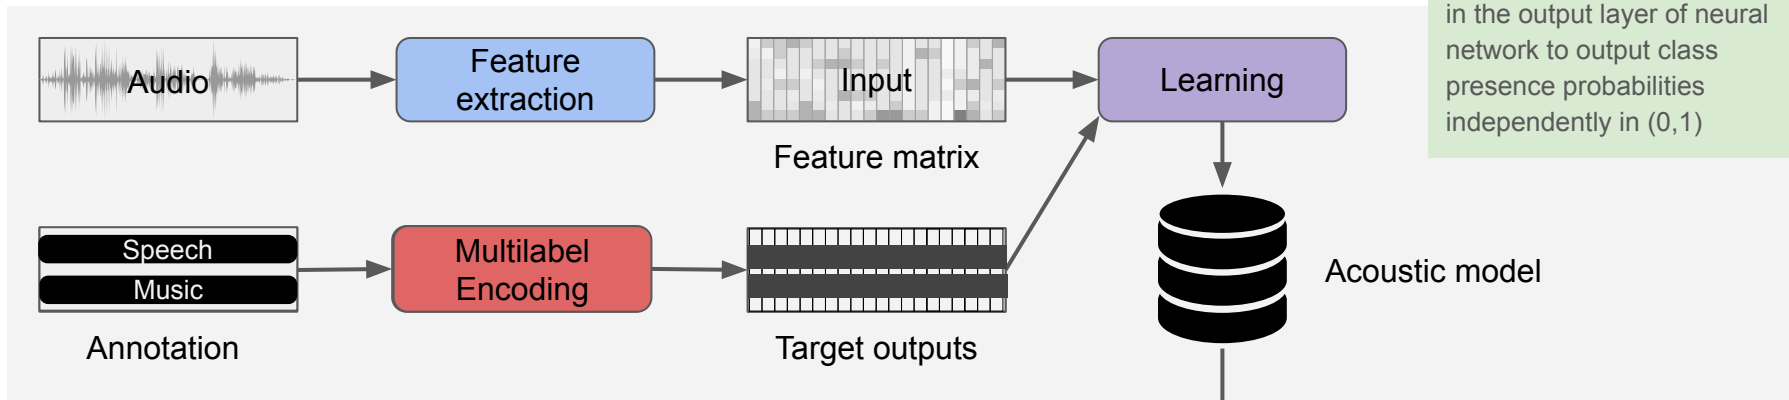 in the output layer of neural
network to output class
presence probabilities
independently in (0,1)
Audio
Feature
extraction
Input
Learning
Feature matrix
Speech
Music
Multilabel
Encoding
Acoustic model
Annotation
Target outputs